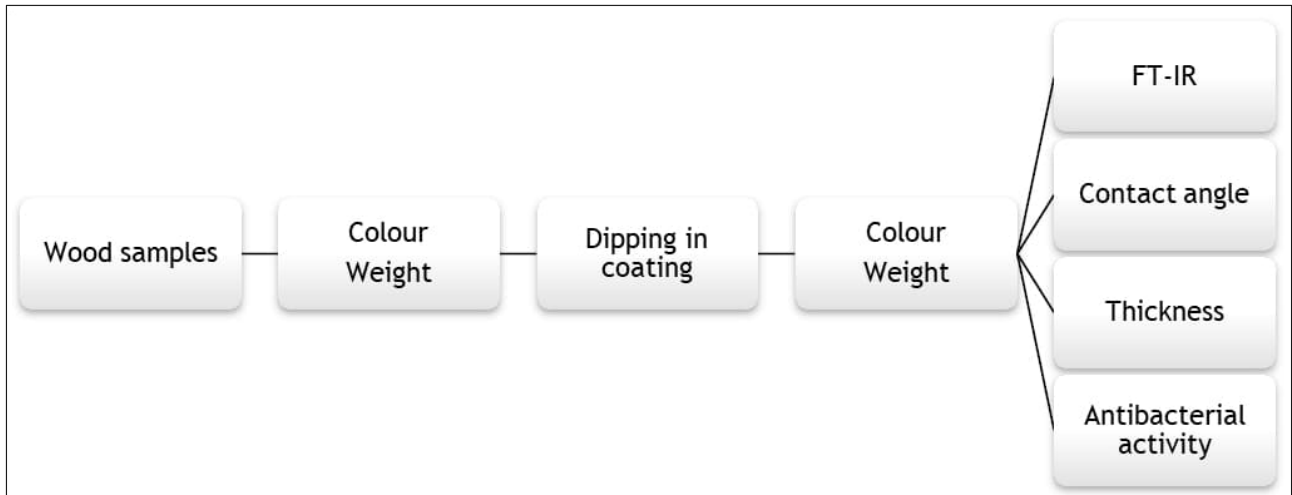 Wood samples
Colour
Weight
Dipping in
coating
Colour
Weight
FT-IR
Contact angle
Thickness
Antibacterial
activity